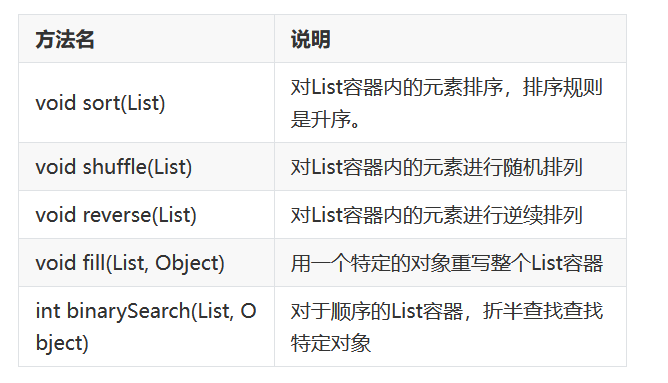 方法名
说明
void sort(List)
对List容器内的元素排序，排序规则
是升序。
void shuffle(List)
对List容器内的元素进行随机排列
void reverse(List)
对List容器内的元素进行逆续排列
void fill(List, Object)
用一个特定的对象重写整个List容器
int binarySearch(List, O
bject)
对于顺序的List容器，折半查找查找
特定对象